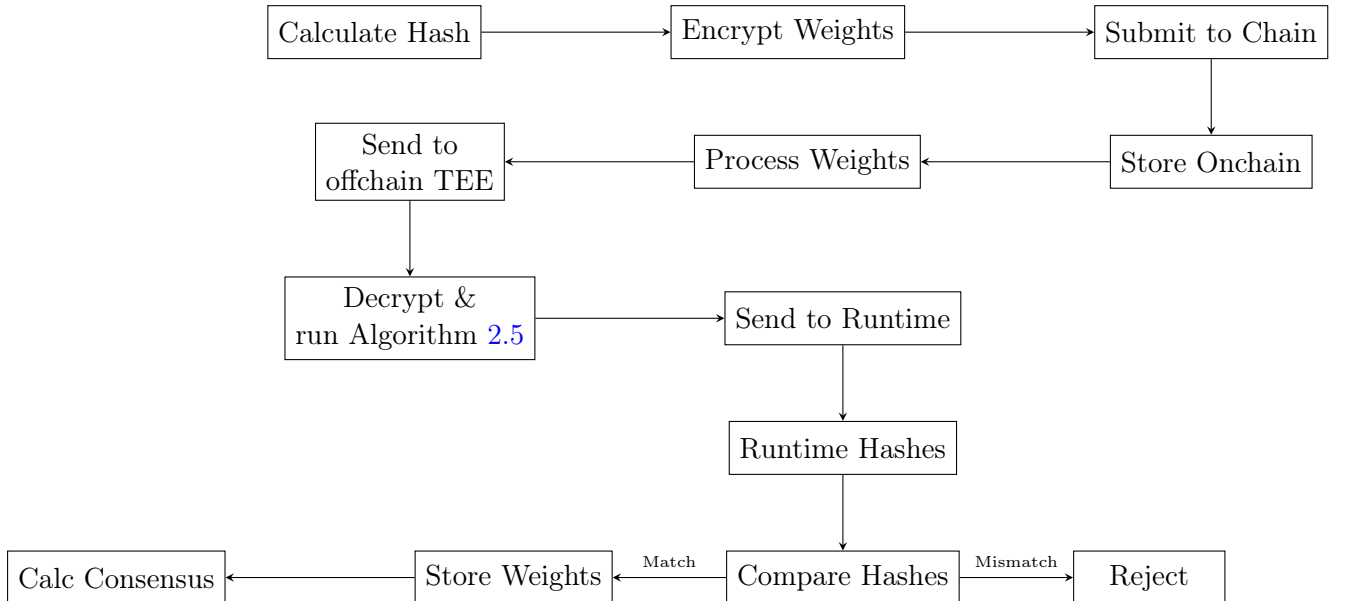 Calculate Hash
Encrypt Weights
Submit to Chain
Send to
offchain TEE
Process Weights
Store Onchain
Decrypt &
run Algorithm 2.5
Send to Runtime
Runtime Hashes
Calc Consensus
Store Weights
Match
Compare Hashes
Mismatch
Reject